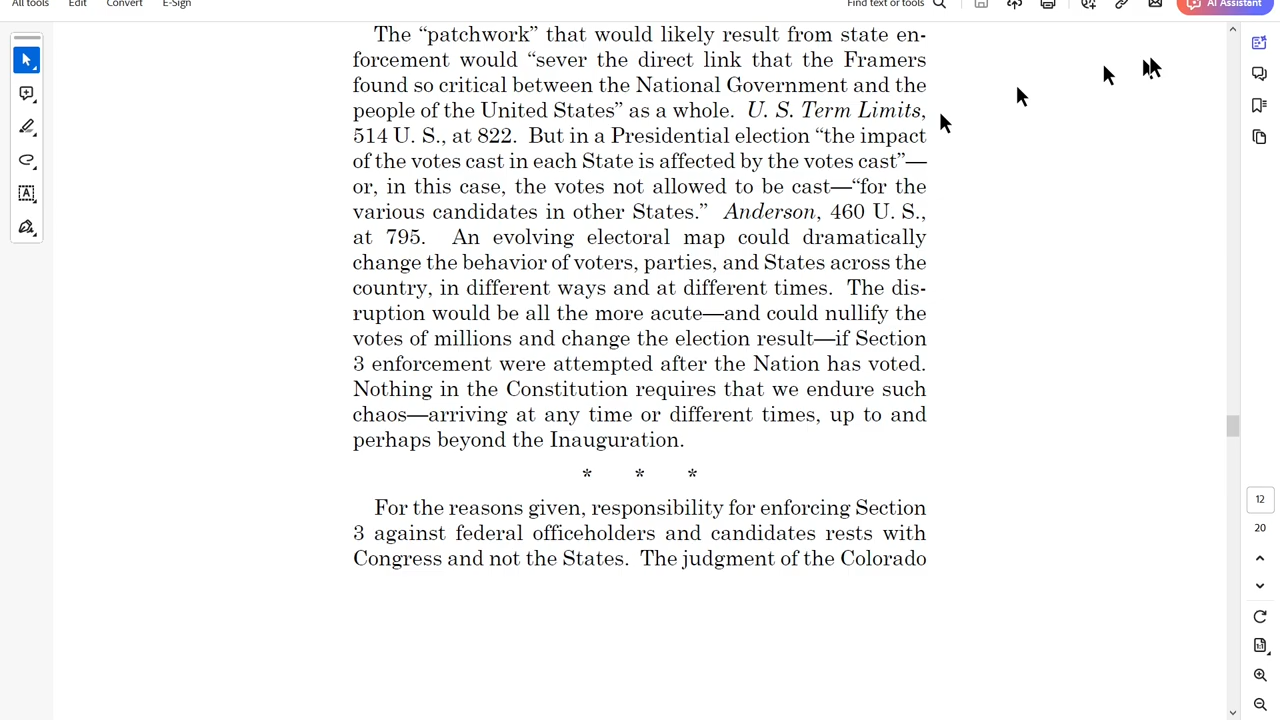 All tools Edit Convert E-Sign Find text or tools AI Assistant
The “patchwork” that would likely result from state en-
forcement would “sever the direct link that the Framers
found so critical between the National Government and the
people of the United States” as a whole. U. S. Term Limits,
514 U. S., at 822. But in a Presidential election “the impact
of the votes cast in each State is affected by the votes cast”—
or, in this case, the votes not allowed to be cast—“for the
various candidates in other States.” Anderson, 460 U. S.,
at 795. An evolving electoral map could dramatically
change the behavior of voters, parties, and States across the
country, in different ways and at different times. The dis-
ruption would be all the more acute—and could nullify the
votes of millions and change the election result—if Section
3 enforcement were attempted after the Nation has voted.
Nothing in the Constitution requires that we endure such
chaos—arriving at any time or different times, up to and
perhaps beyond the Inauguration.
* * *
For the reasons given, responsibility for enforcing Section
3 against federal officeholders and candidates rests with
Congress and not the States. The judgment of the Colorado
12
20